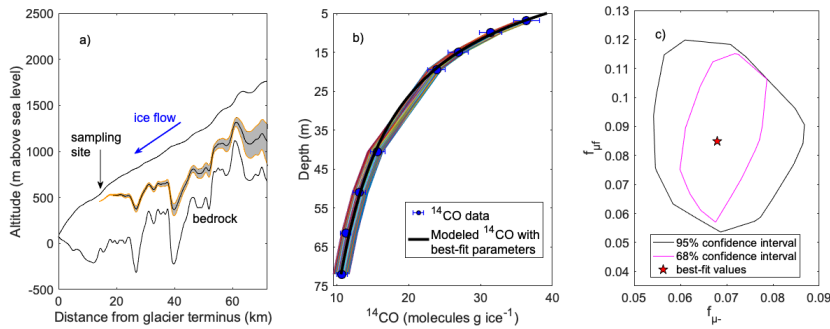 a)
2500
2000
1500
1000
500
0
-500
Altitude (m above sea level)
ice flow
sampling
site
bedrock
0
20
40
60
Distance from glacier terminus (km)
b)
5
15
25
35
45
55
65
75
Depth (m)
¹⁴CO data
Modeled ¹⁴CO with
best-fit parameters
10
20
30
40
¹⁴CO (molecules g ice⁻¹)
c)
0.13
0.12
0.11
0.1
0.09
0.08
0.07
0.06
0.05
0.04
fμf
95% confidence interval
68% confidence interval
best-fit values
0.05
0.06
0.07
0.08
0.09
fμ-